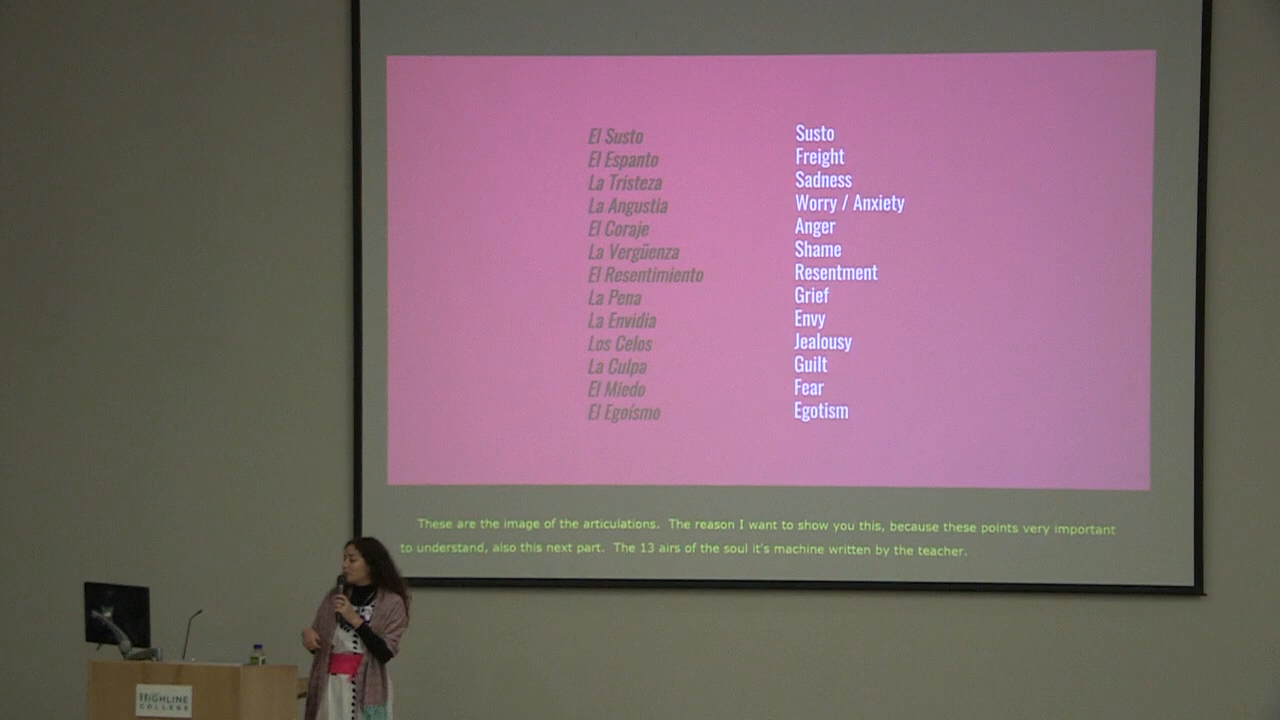 El Susto Susto
El Espanto Freight
La Tristeza Sadness
La Angustia Worry / Anxiety
El Coraje Anger
La Vergüenza Shame
El Resentimiento Resentment
La Pena Grief
La Envidia Envy
Los Celos Jealousy
La Culpa Guilt
El Miedo Fear
El Egoísmo Egotism
These are the image of the articulations. The reason I want to show you this, because these points very important
to understand, also this next part. The 13 airs of the soul it's machine written by the teacher.
HIGHLINE
COLLEGE